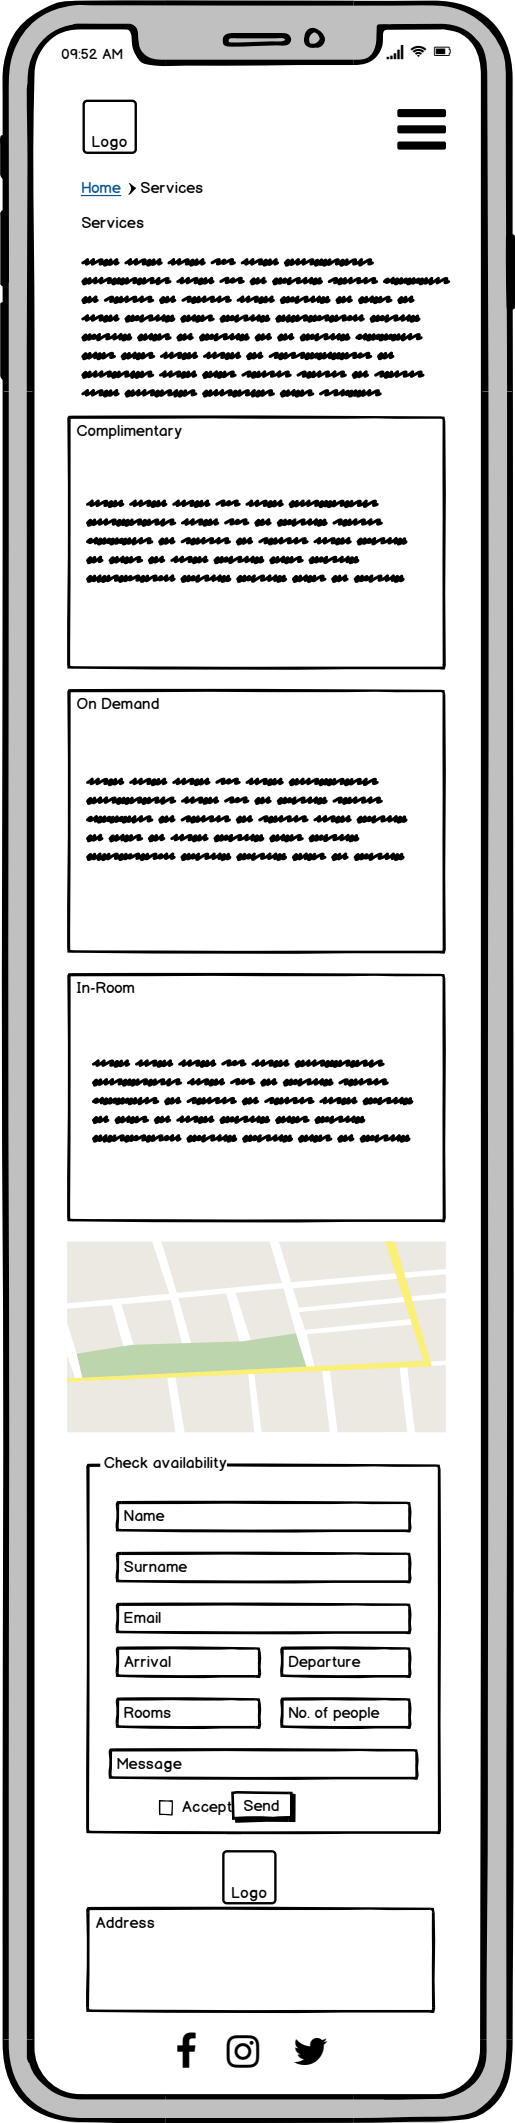 09:52 AM
Logo
Home Services
Services
Complimentary
On Demand
In-Room
Check availability
Name
Surname
Email
Arrival Departure
Rooms No. of people
Message
Accept Send
Logo
Address